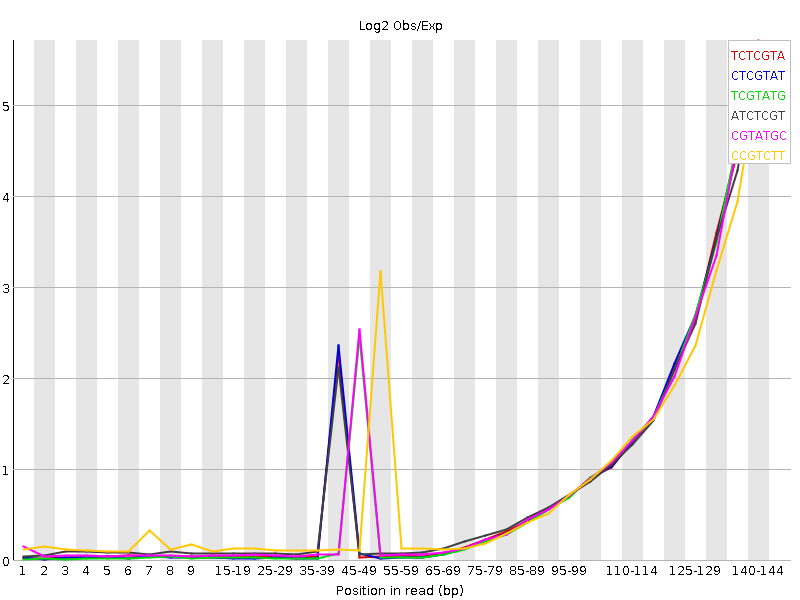 Log2 Obs/Exp
TCTCGTA
CTCGTAT
TCGTATG
ATCTCGT
CGTATGC
CCGTCTT
5
4
3
2
1
0
1 2 3 4 5 6 7 8 9 15-19 25-29 35-39 45-49 55-59 65-69 75-79 85-89 95-99 110-114 125-129 140-144
Position in read (bp)